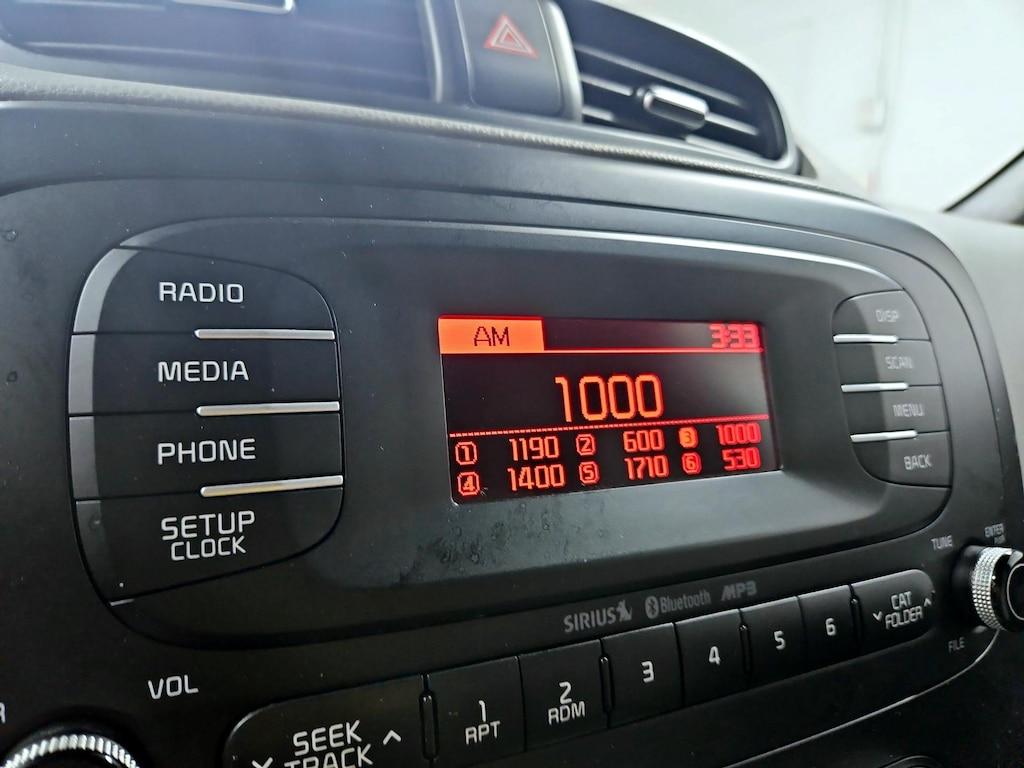 RADIO
MEDIA
PHONE
SETUP
CLOCK
AM 3:33
1000
1 1190 2 600 3 1000
4 1400 5 1710 6 530
DISP
SCAN
MENU
BACK
SIRIUS Bluetooth MP3
VOL
SEEK
TRACK
1
RPT
2
RDM
3
4
5
6
CAT
FOLDER
TUNE
ENTER
FILE